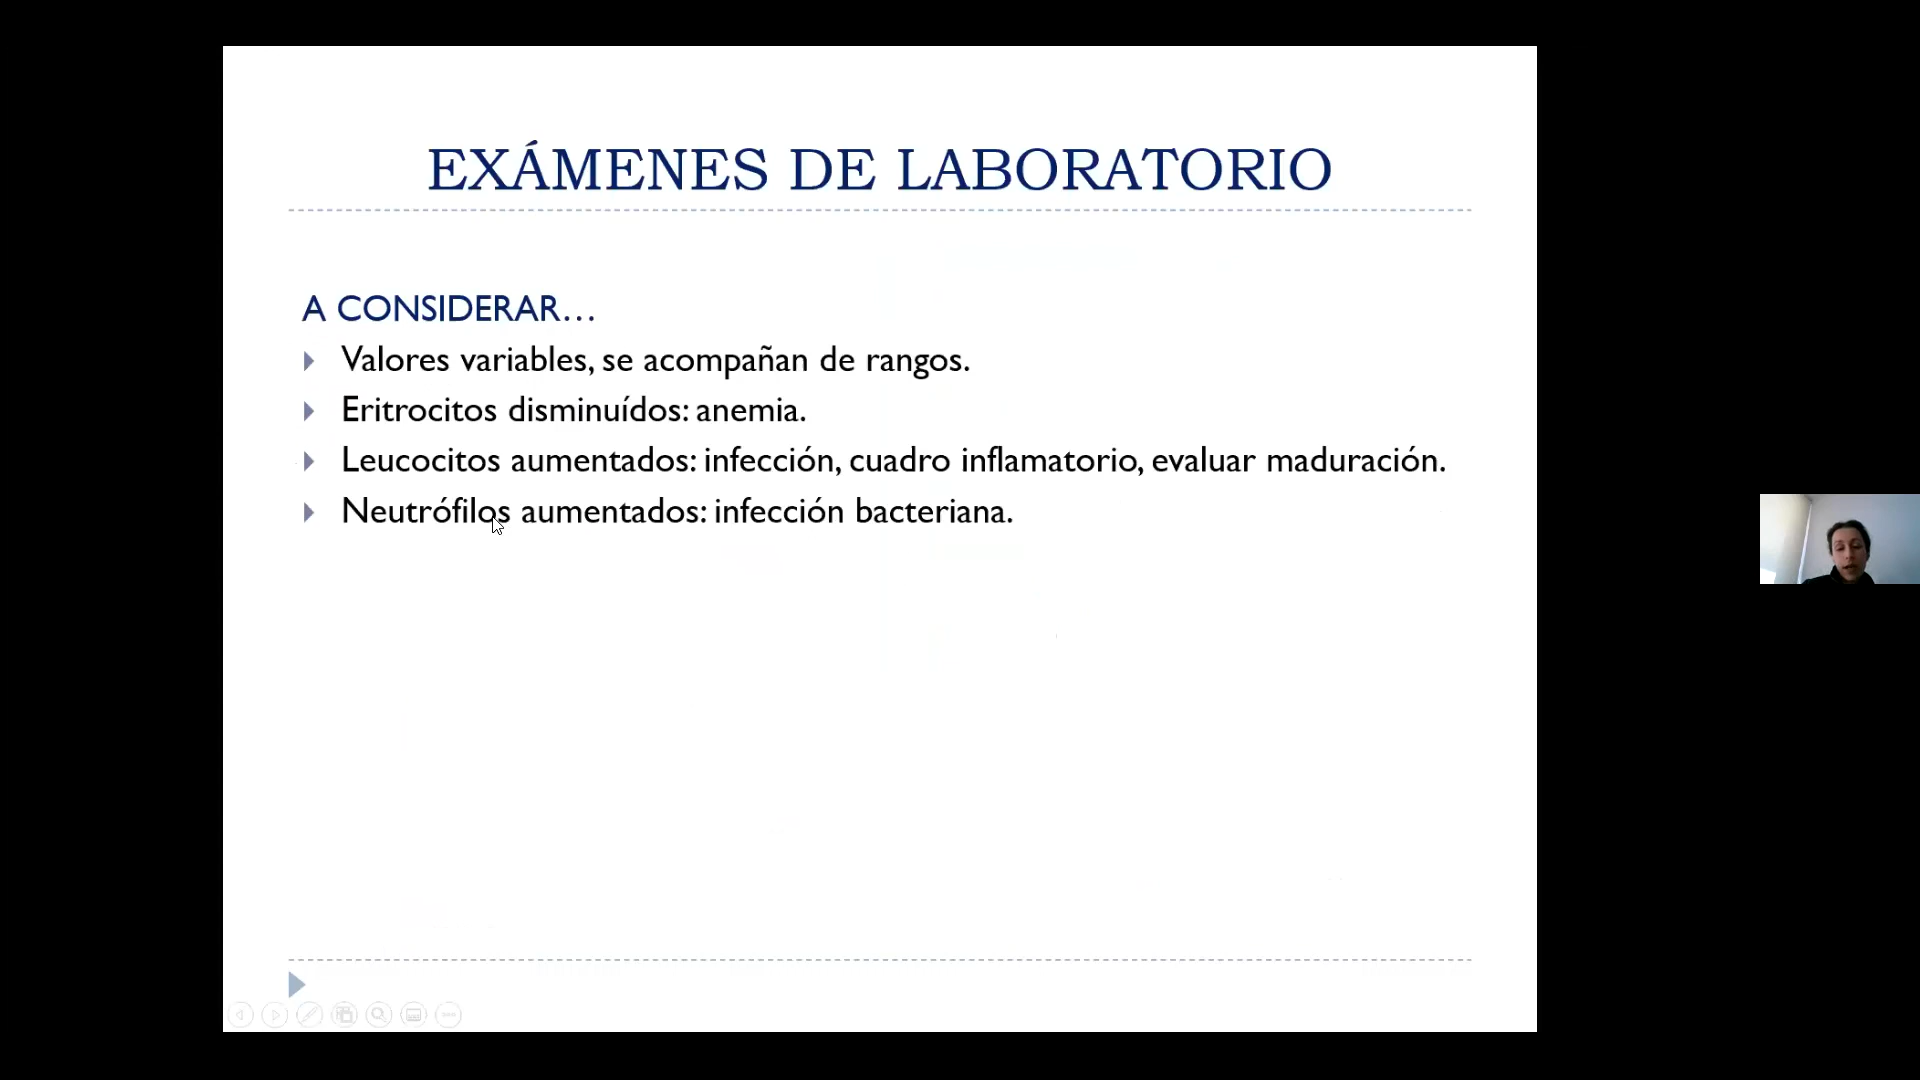 EXÁMENES DE LABORATORIO
A CONSIDERAR…
Valores variables, se acompañan de rangos.
Eritrocitos disminuídos: anemia.
Leucocitos aumentados: infección, cuadro inflamatorio, evaluar maduración.
Neutrófilos aumentados: infección bacteriana.